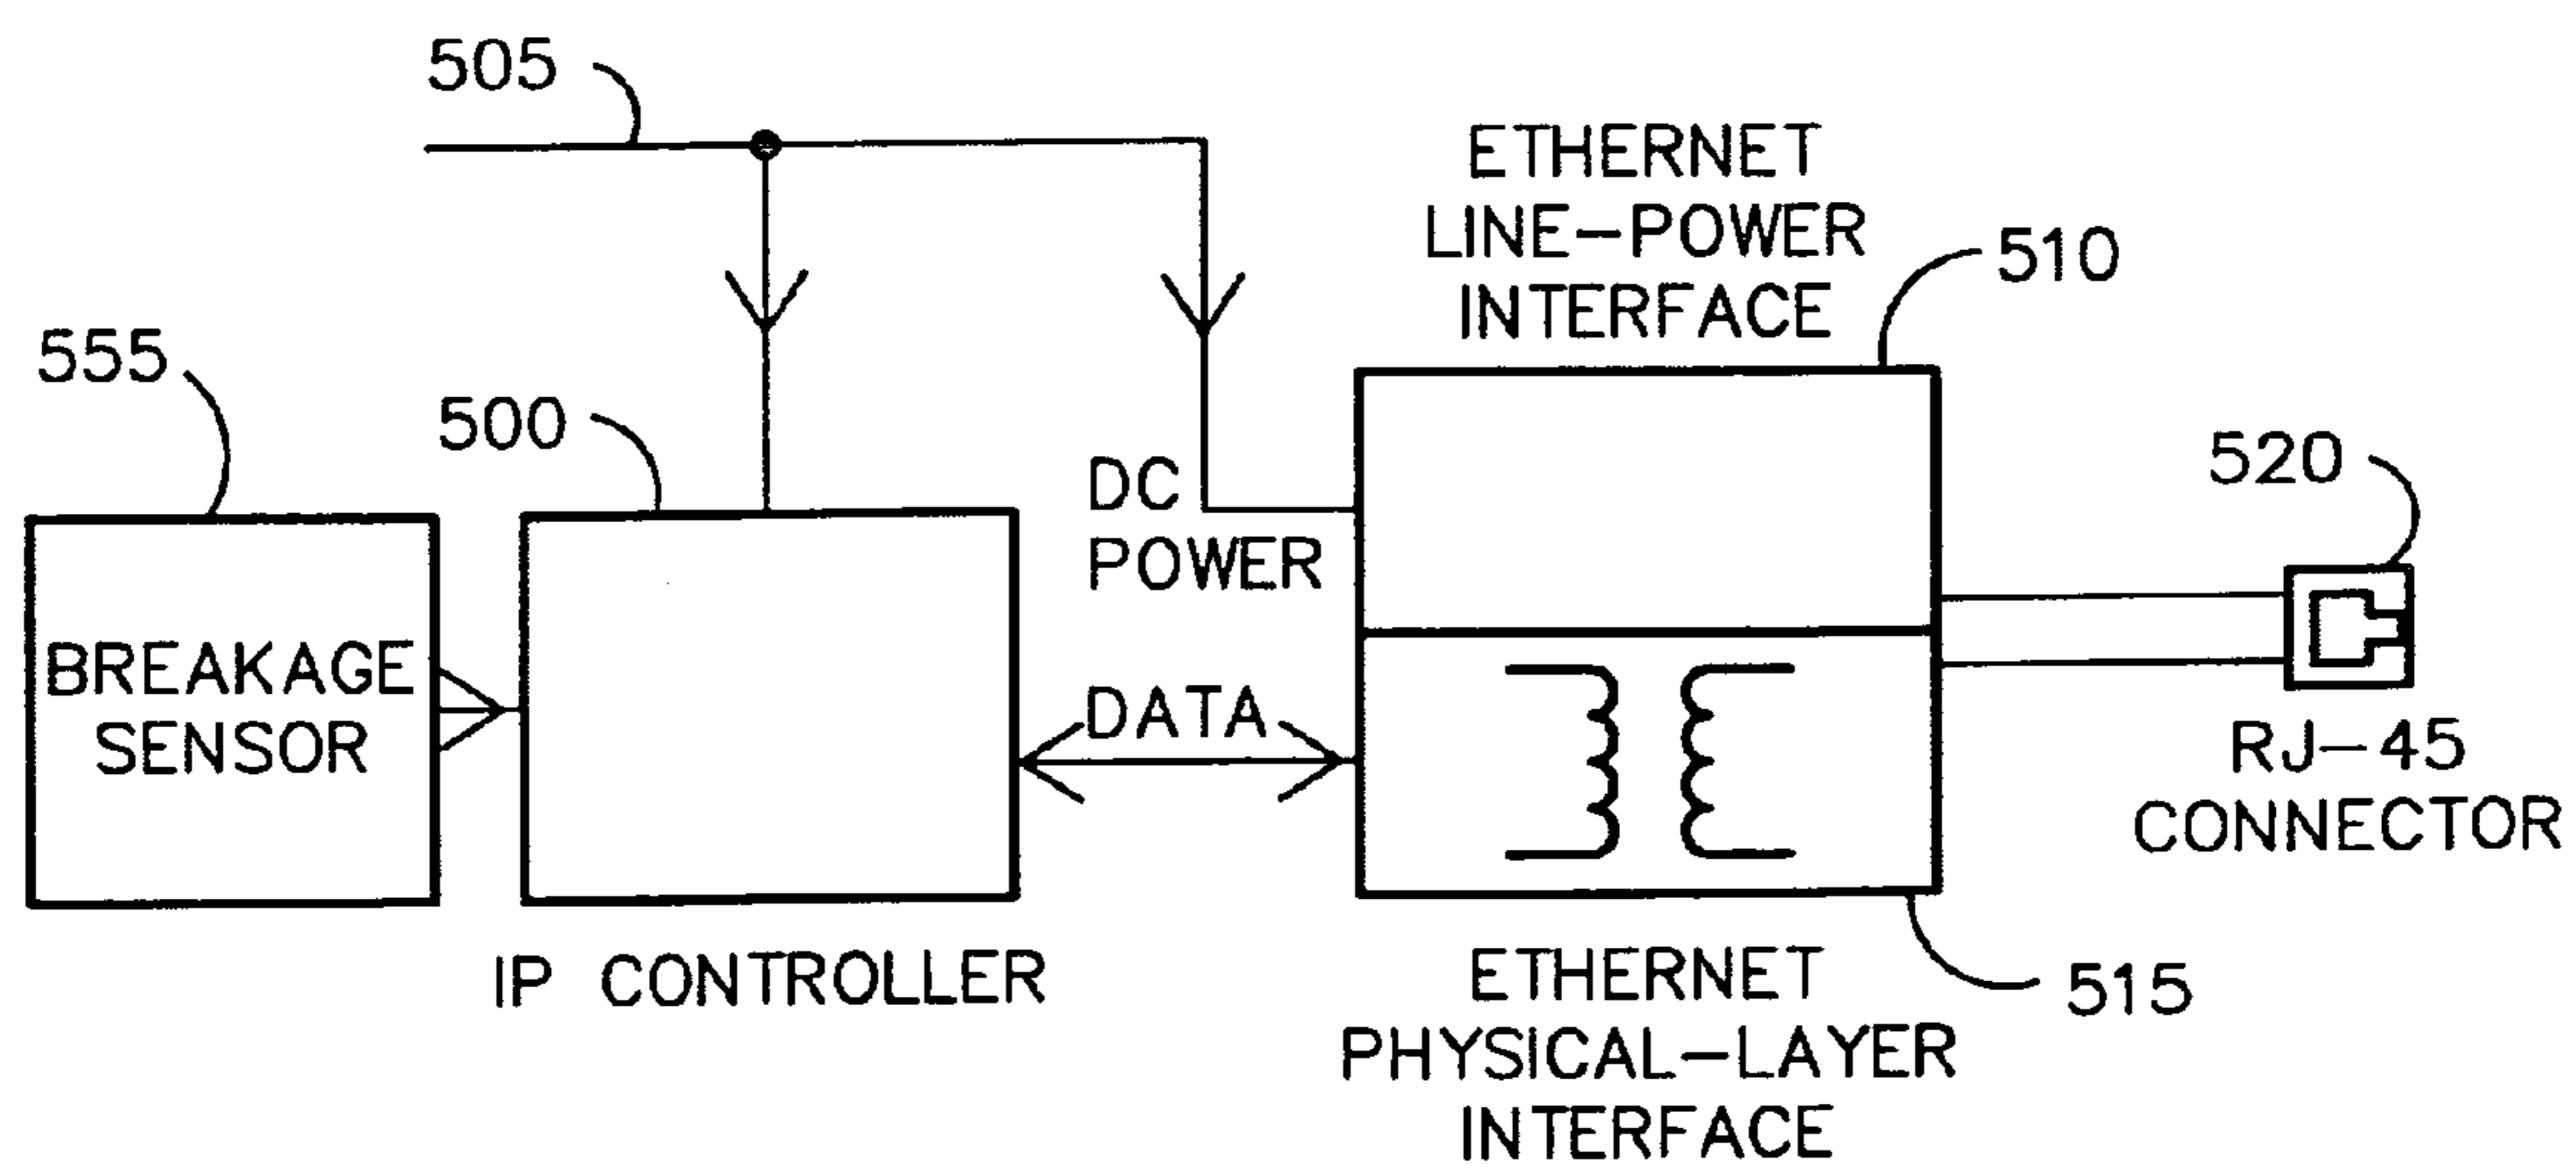 505
ETHERNET
LINE-POWER
INTERFACE
510
555
500
DC
POWER
520
BREAKAGE
SENSOR
DATA
RJ-45
CONNECTOR
IP CONTROLLER
ETHERNET
PHYSICAL-LAYER
INTERFACE
515